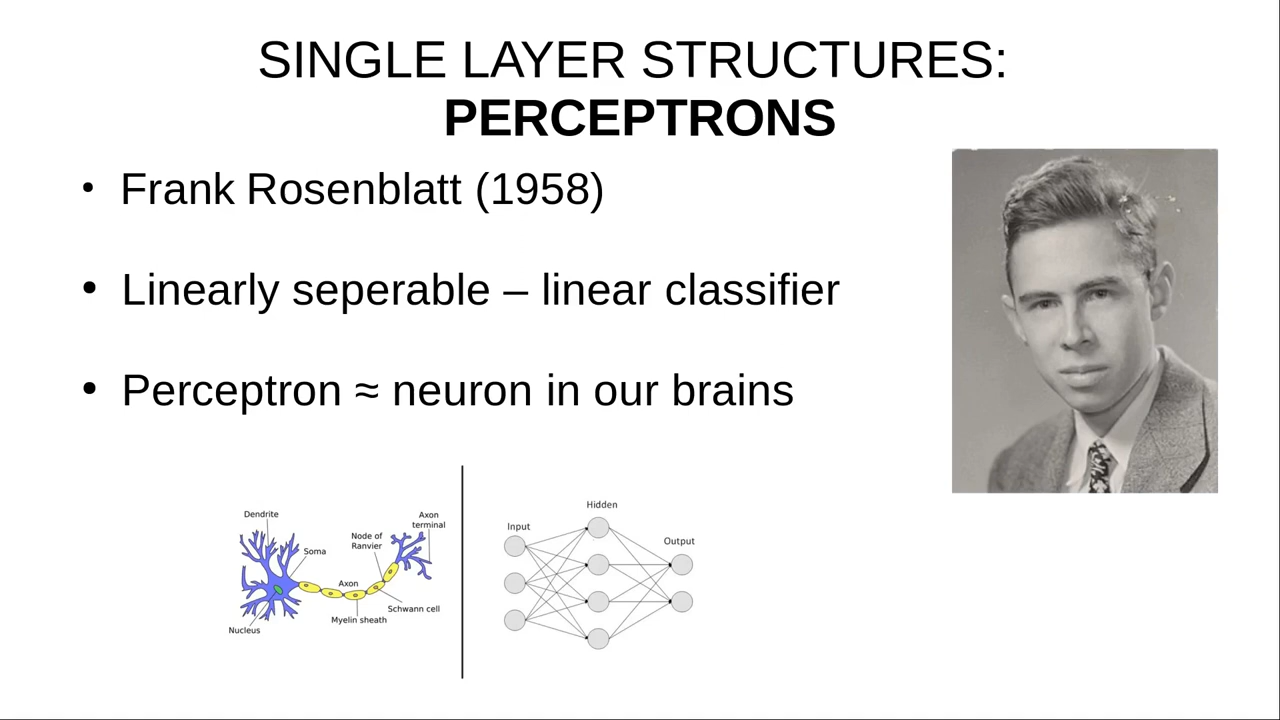 SINGLE LAYER STRUCTURES:
PERCEPTRONS
• Frank Rosenblatt (1958)
• Linearly seperable – linear classifier
• Perceptron ≈ neuron in our brains
Dendrite
Soma
Nucleus
Axon
Myelin sheath
Node of
Ranvier
Schwann cell
Axon
terminal
Input
Hidden
Output